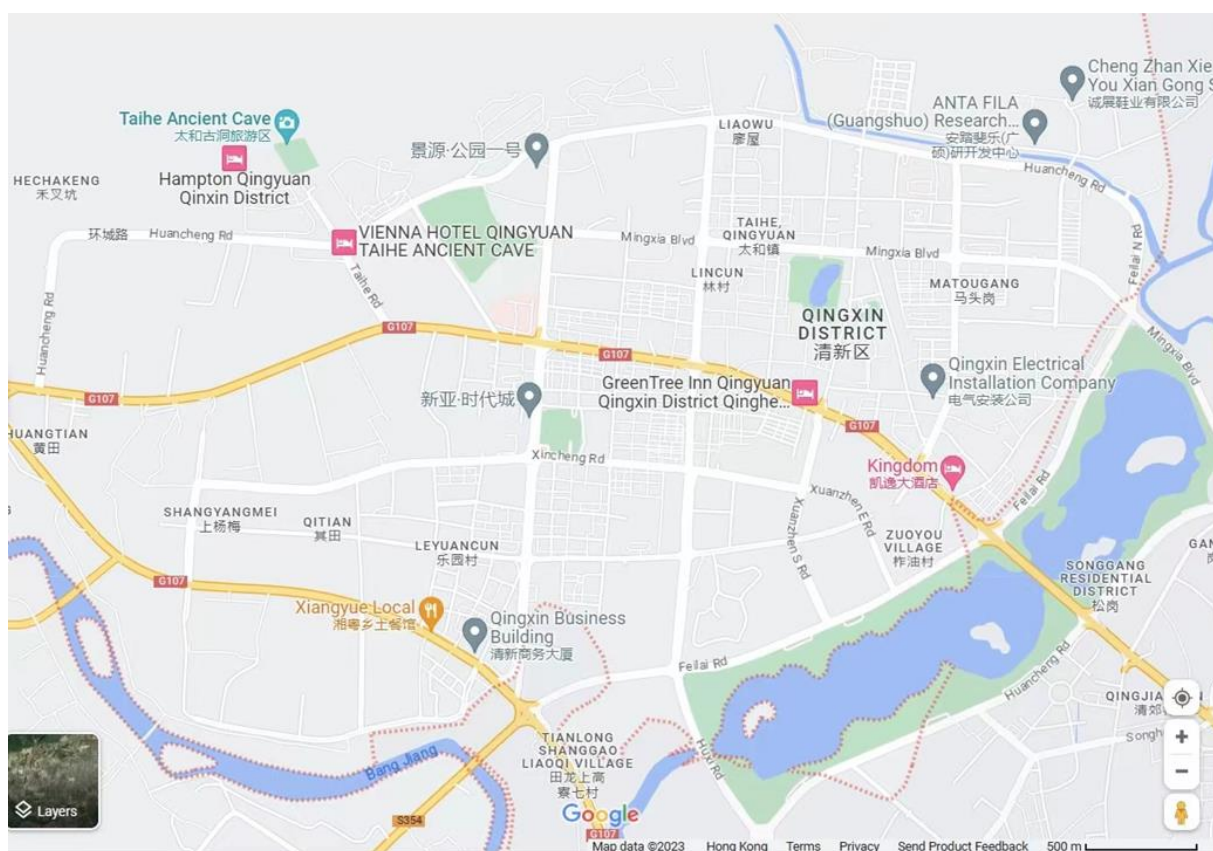 Cheng Zhan Xie
You Xian Gong S
诚展鞋业有限公司
ANTA FILA
(Guangshuo) Research...
安踏斐乐(广
硕)研开发中心
Taihe Ancient Cave
太和古洞旅游区
LIAOWU
廖屋
景源·公园一号
Huancheng Rd
HECHAKENG
禾叉坑
Hampton Qingyuan
Qinxin District
环城路
Huancheng Rd
VIENNA HOTEL QINGYUAN
TAIHE ANCIENT CAVE
TAIHE,
QINGYUAN
太和镇
Mingxia Blvd
Mingxia Blvd
Feilai N Rd
LINCUN
林村
MATOUGANG
马头岗
Taihe Rd
Huancheng Rd
QINGXIN
DISTRICT
清新区
G107
G107
Mingxia Blvd
Qingxin Electrical
Installation Company
电气安装公司
GreenTree Inn Qingyuan
Qingxin District Qinghe...
G107
新亚·时代城
G107
HUANGTIAN
黄田
Xincheng Rd
Kingdom
凯逸大酒店
Feilai Rd
Xuanzhen E Rd
Xuanzhen S Rd
SHANGYANGMEI
上杨梅
QITIAN
其田
LEYUANCUN
乐园村
ZUOYOU
VILLAGE
柞油村
GAN
SONGGANG
RESIDENTIAL
DISTRICT
松岗
G107
Xiangyue Local
湘粤乡土餐馆
Qingxin Business
Building
清新商务大厦
Feilai Rd
Huancheng Rd
QINGJIA
清郊
Songh
TIANLONG
SHANGGAO
LIAOQI VILLAGE
田龙上高
寮七村
Bang Jiang
Huxi Rd
Layers
S354
Google
G107
Map data ©2023 Hong Kong Terms Privacy Send Product Feedback 500 m